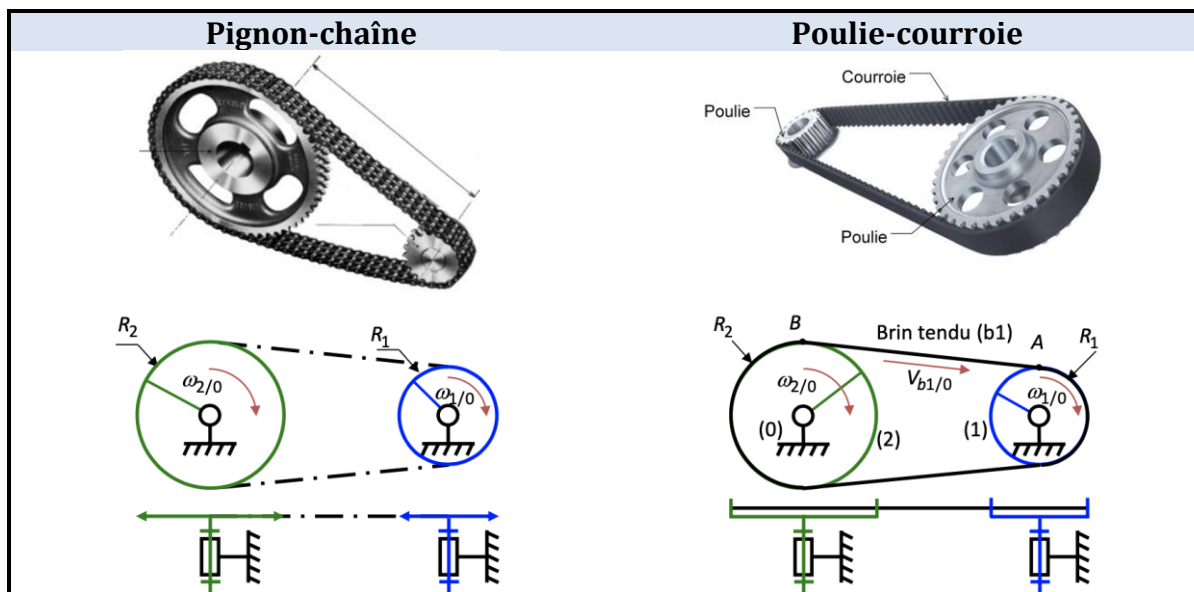 Pignon-chaîne
Poulie-courroie
Courroie
Poulie
Poulie
R2
R1
ω2/0
ω1/0
R2
B
Brin tendu (b1)
A
R1
Vb1/0
ω2/0
ω1/0
(0)
(2)
(1)